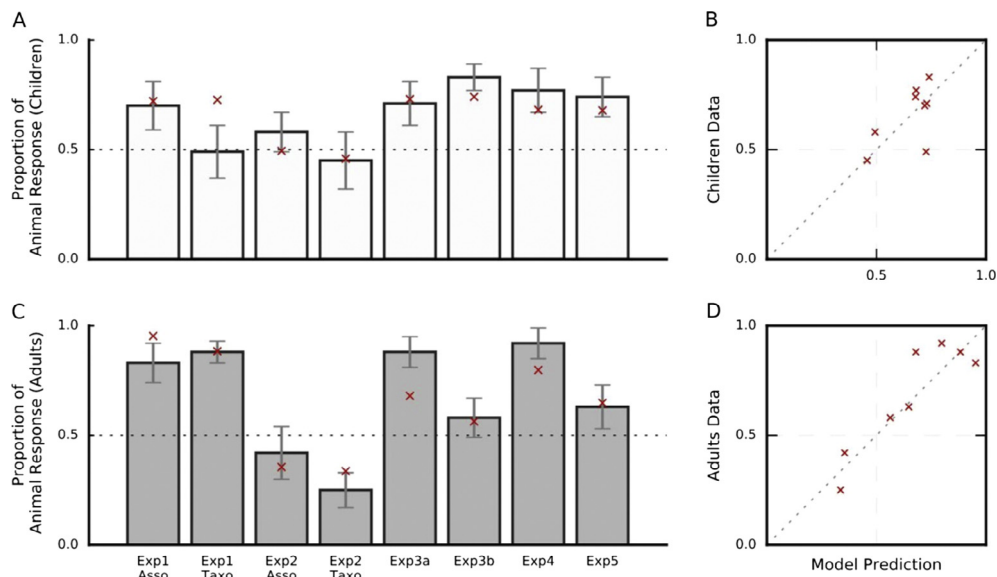 A
Proportion of
Animal Response (Children)
1.0
0.5
0.0
B
Children Data
1.0
0.5
0.0
0.5
1.0
C
Proportion of
Animal Response (Adults)
1.0
0.5
0.0
Exp1
Asso
Exp1
Taxo
Exp2
Asso
Exp2
Taxo
Exp3a
Exp3b
Exp4
Exp5
D
Adults Data
1.0
0.5
0.0
Model Prediction